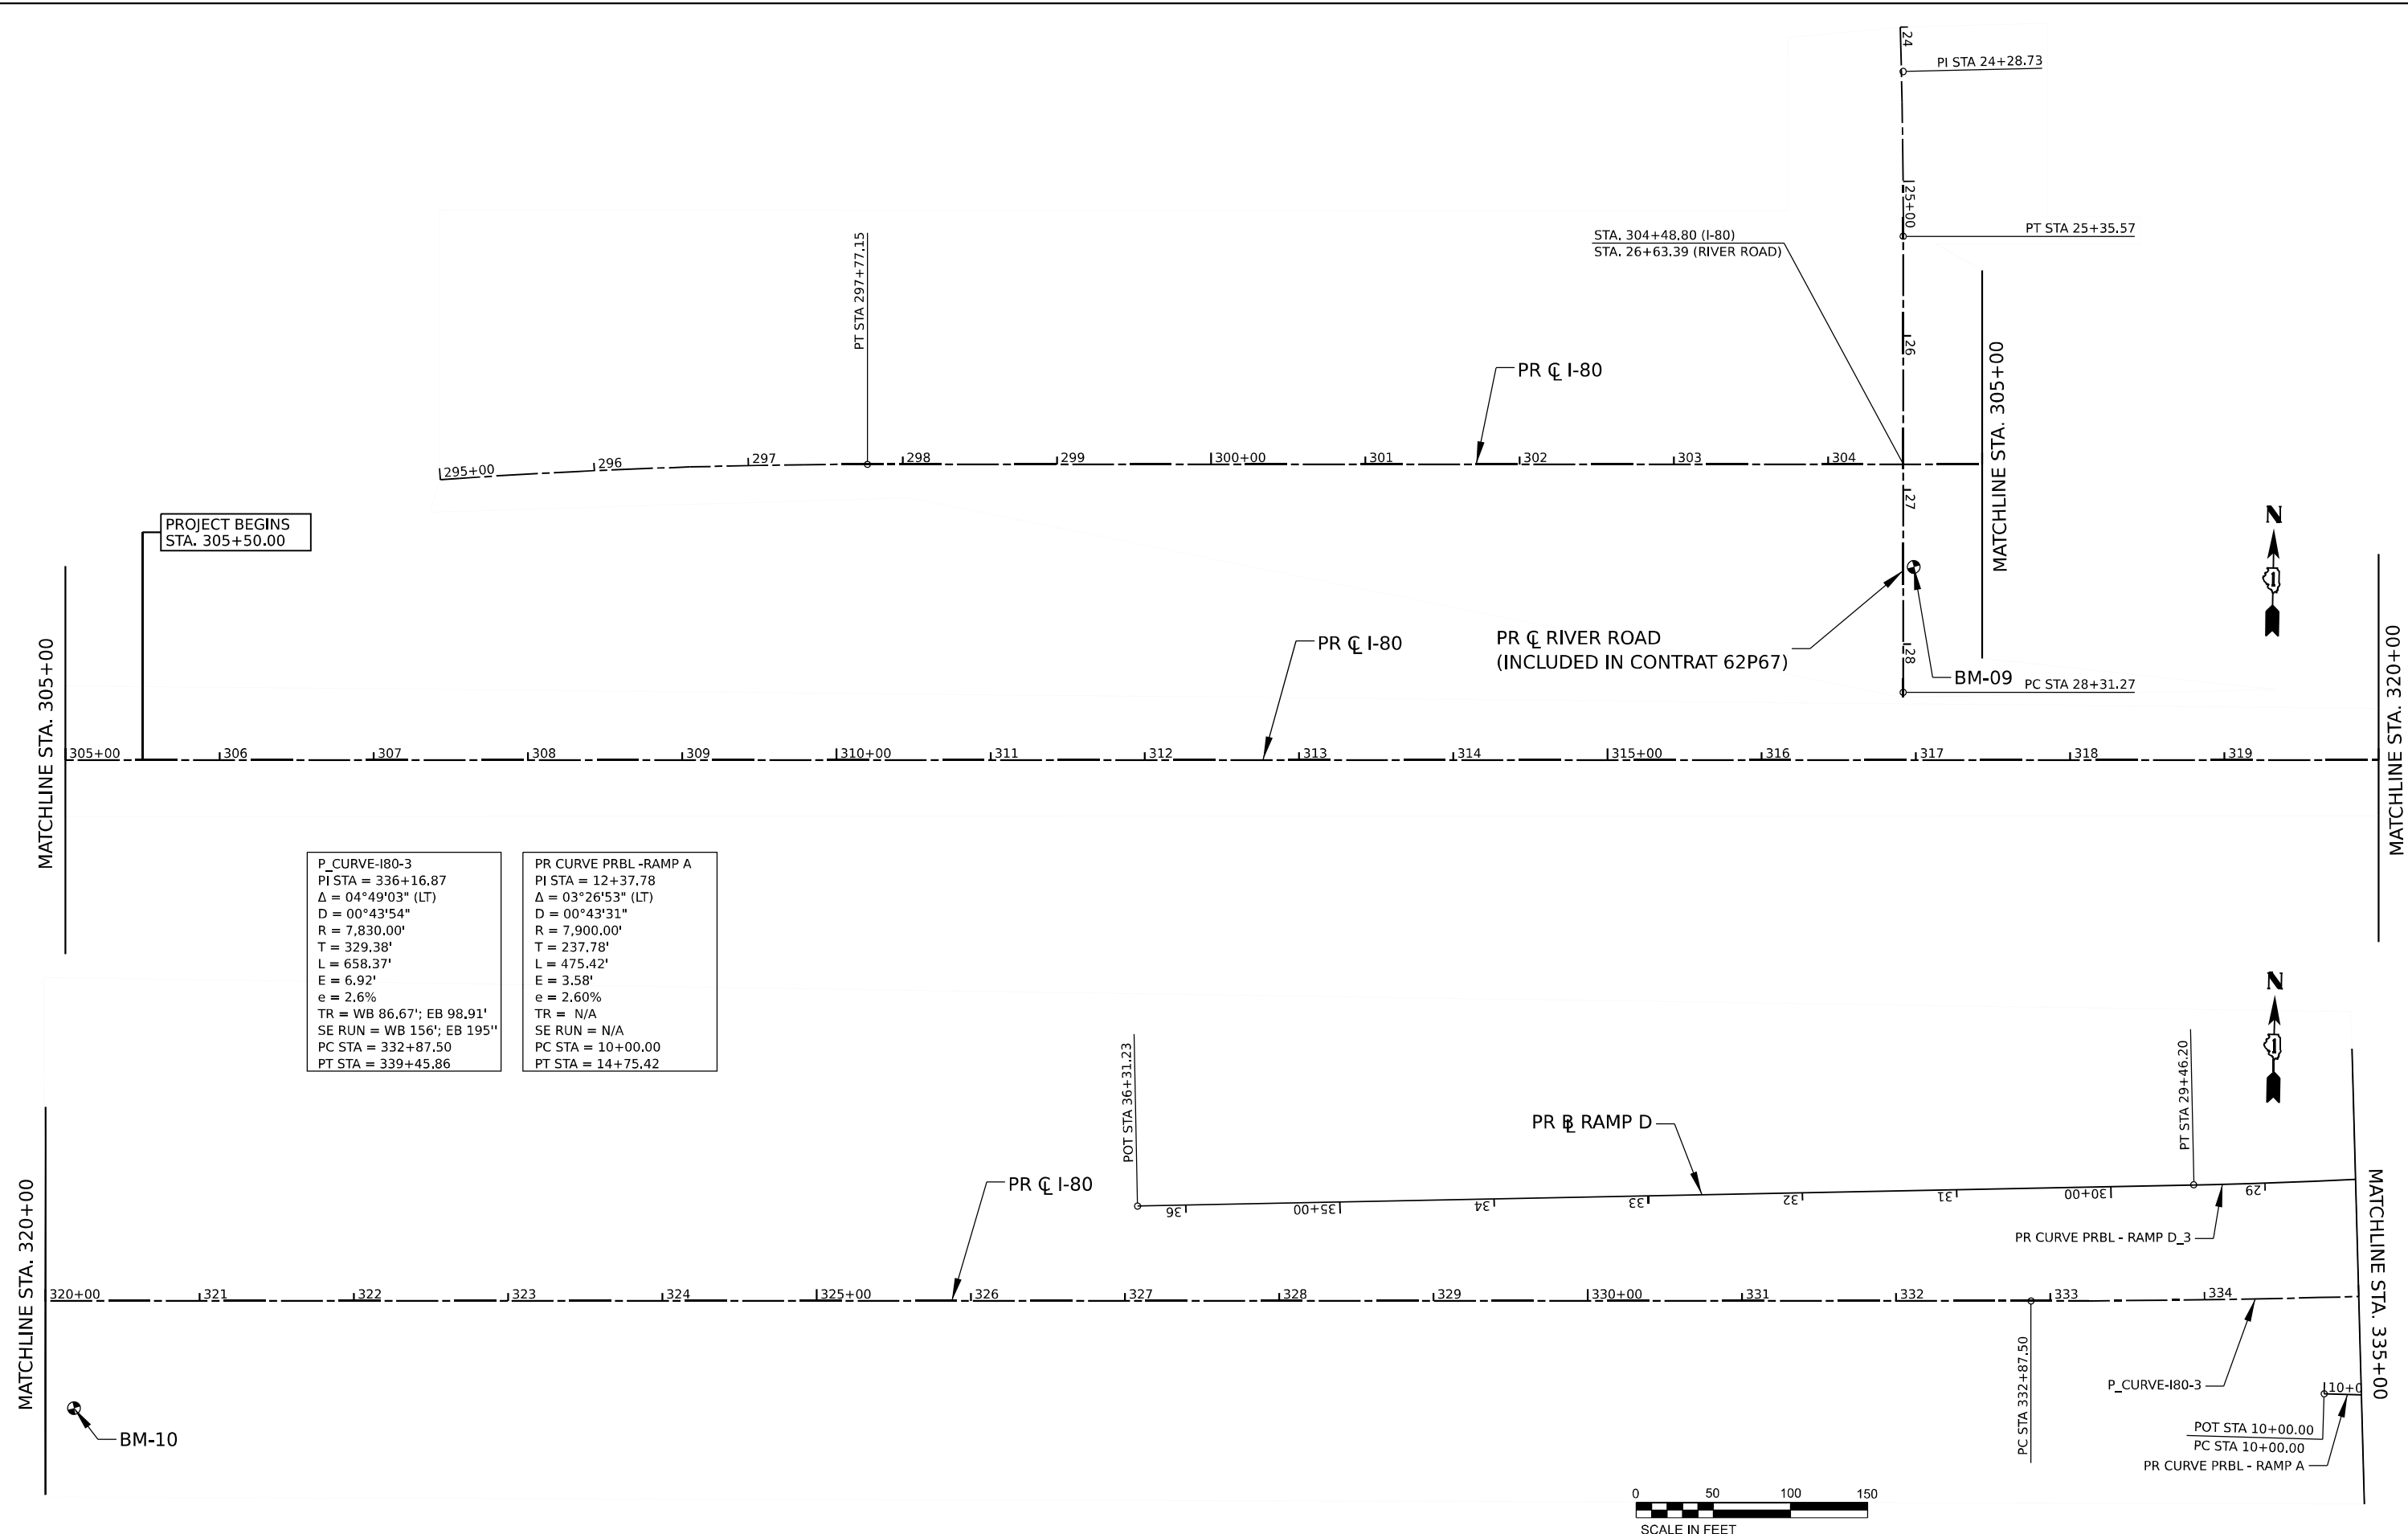 24
PI STA 24+28.73
25+00
PT STA 25+35.57
STA. 304+48.80 (I-80)
STA. 26+63.39 (RIVER ROAD)
PT STA 297+77.15
26
PR ℄ I-80
MATCHLINE STA. 305+00
295+00
296
297
298
299
300+00
301
302
303
304
27
PROJECT BEGINS
STA. 305+50.00
N
1
PR ℄ RIVER ROAD
(INCLUDED IN CONTRAT 62P67)
28
BM-09
PC STA 28+31.27
PR ℄ I-80
MATCHLINE STA. 305+00
305+00
306
307
308
309
310+00
311
312
313
314
315+00
316
317
318
319
MATCHLINE STA. 320+00
P_CURVE-I80-3
PI STA = 336+16.87
Δ = 04°49'03" (LT)
D = 00°43'54"
R = 7,830.00'
T = 329.38'
L = 658.37'
E = 6.92'
e = 2.6%
TR = WB 86.67'; EB 98.91'
SE RUN = WB 156'; EB 195''
PC STA = 332+87.50
PT STA = 339+45.86
PR CURVE PRBL -RAMP A
PI STA = 12+37.78
Δ = 03°26'53" (LT)
D = 00°43'31"
R = 7,900.00'
T = 237.78'
L = 475.42'
E = 3.58'
e = 2.60%
TR = N/A
SE RUN = N/A
PC STA = 10+00.00
PT STA = 14+75.42
N
1
POT STA 36+31.23
PR BL RAMP D
PT STA 29+46.20
36
35+00
34
33
32
31
30+00
29
PR CURVE PRBL - RAMP D_3
PR ℄ I-80
MATCHLINE STA. 320+00
320+00
321
322
323
324
325+00
326
327
328
329
330+00
331
332
333
334
MATCHLINE STA. 335+00
PC STA 332+87.50
P_CURVE-I80-3
10+0
POT STA 10+00.00
PC STA 10+00.00
PR CURVE PRBL - RAMP A
BM-10
0 50 100 150
SCALE IN FEET